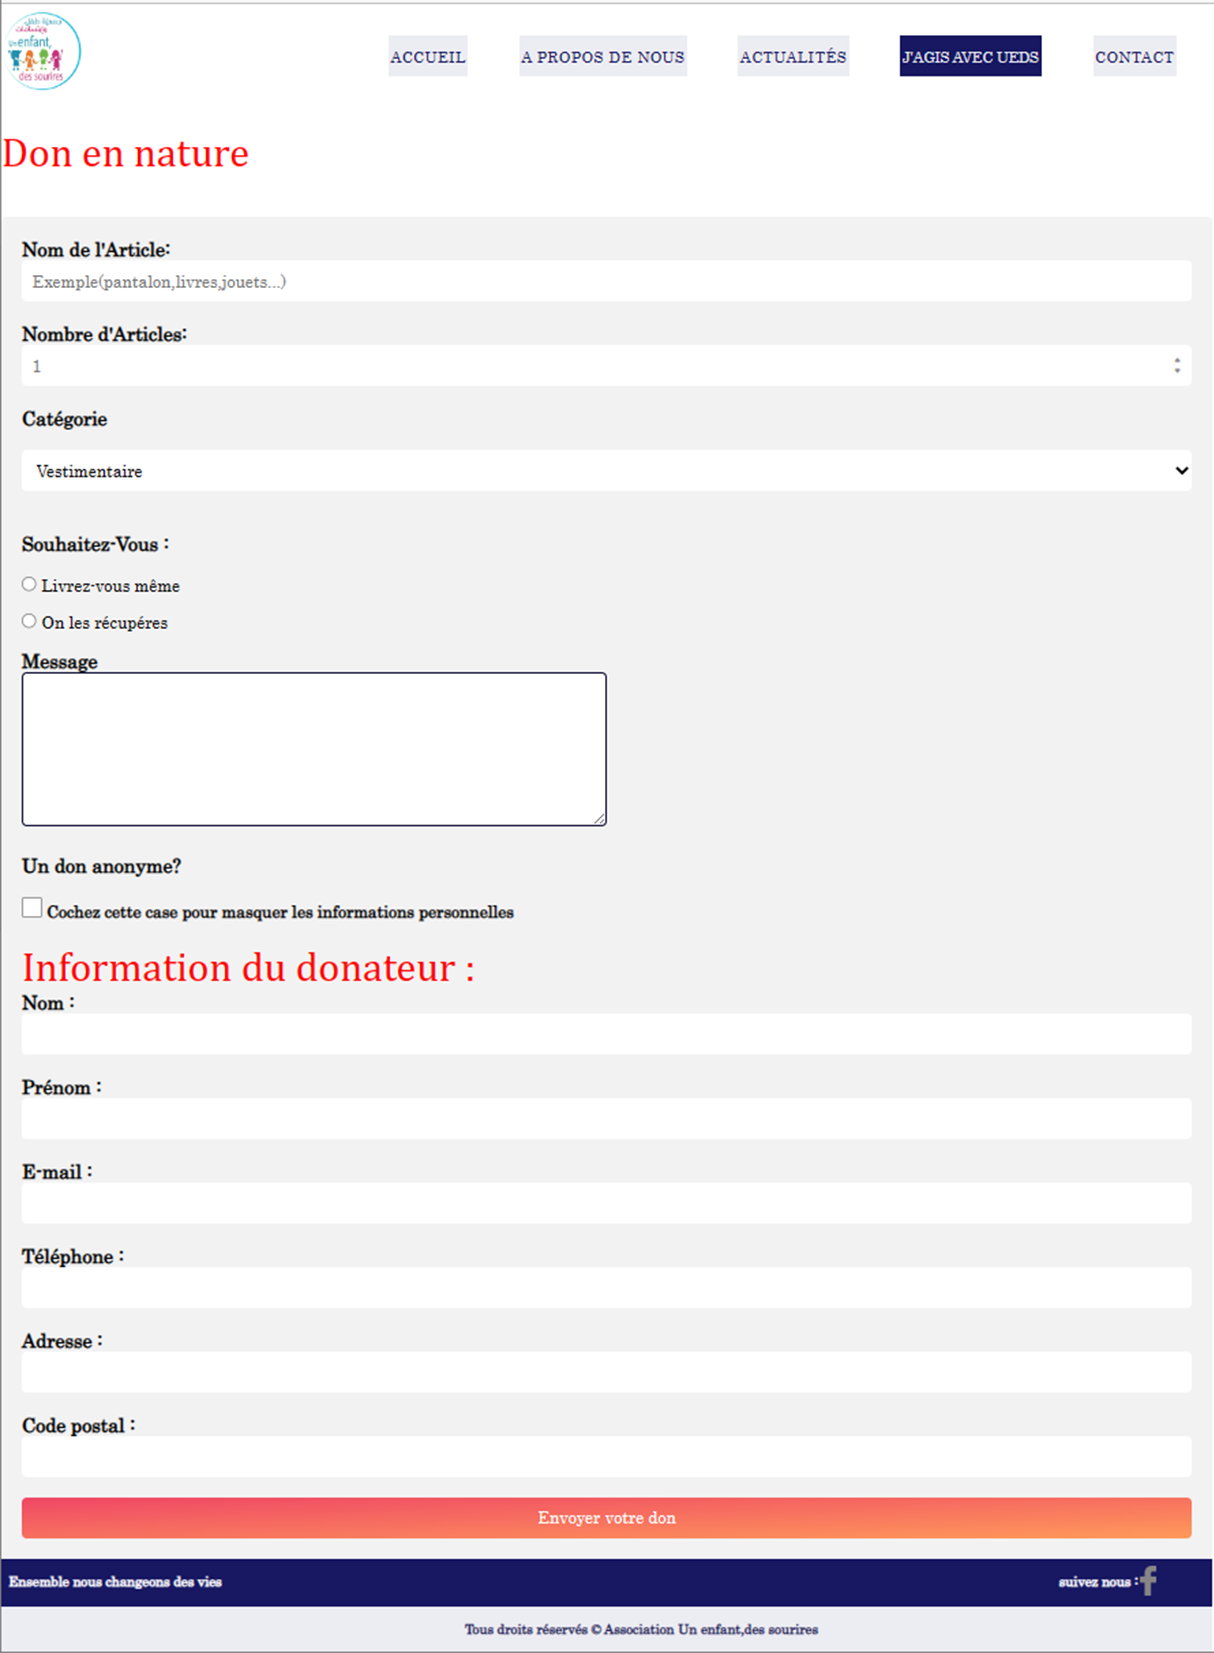 Un enfant,
des sourires
ACCUEIL
A PROPOS DE NOUS
ACTUALITÉS
J'AGIS AVEC UEDS
CONTACT
Don en nature
Nom de l'Article:
Exemple(pantalon,livres,jouets...)
Nombre d'Articles:
1
Catégorie
Vestimentaire
Souhaitez-Vous :
Livrez-vous même
On les récupéres
Message
Un don anonyme?
Cochez cette case pour masquer les informations personnelles
Information du donateur :
Nom :
Prénom :
E-mail :
Téléphone :
Adresse :
Code postal :
Envoyer votre don
Ensemble nous changeons des vies
suivez nous :
Tous droits réservés © Association Un enfant,des sourires